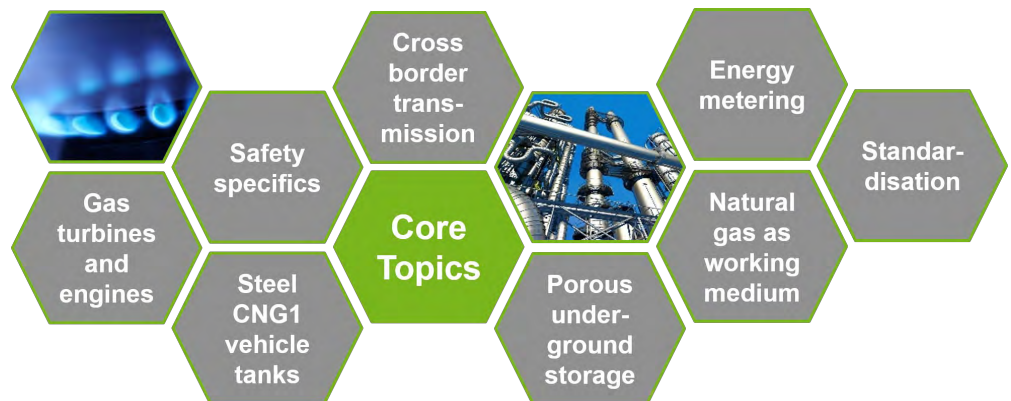 Cross
border
trans-
mission
Energy
metering
Safety
specifics
Standar-
disation
Gas
turbines
and
engines
Core
Topics
Natural
gas as
working
medium
Steel
CNG1
vehicle
tanks
Porous
under-
ground
storage